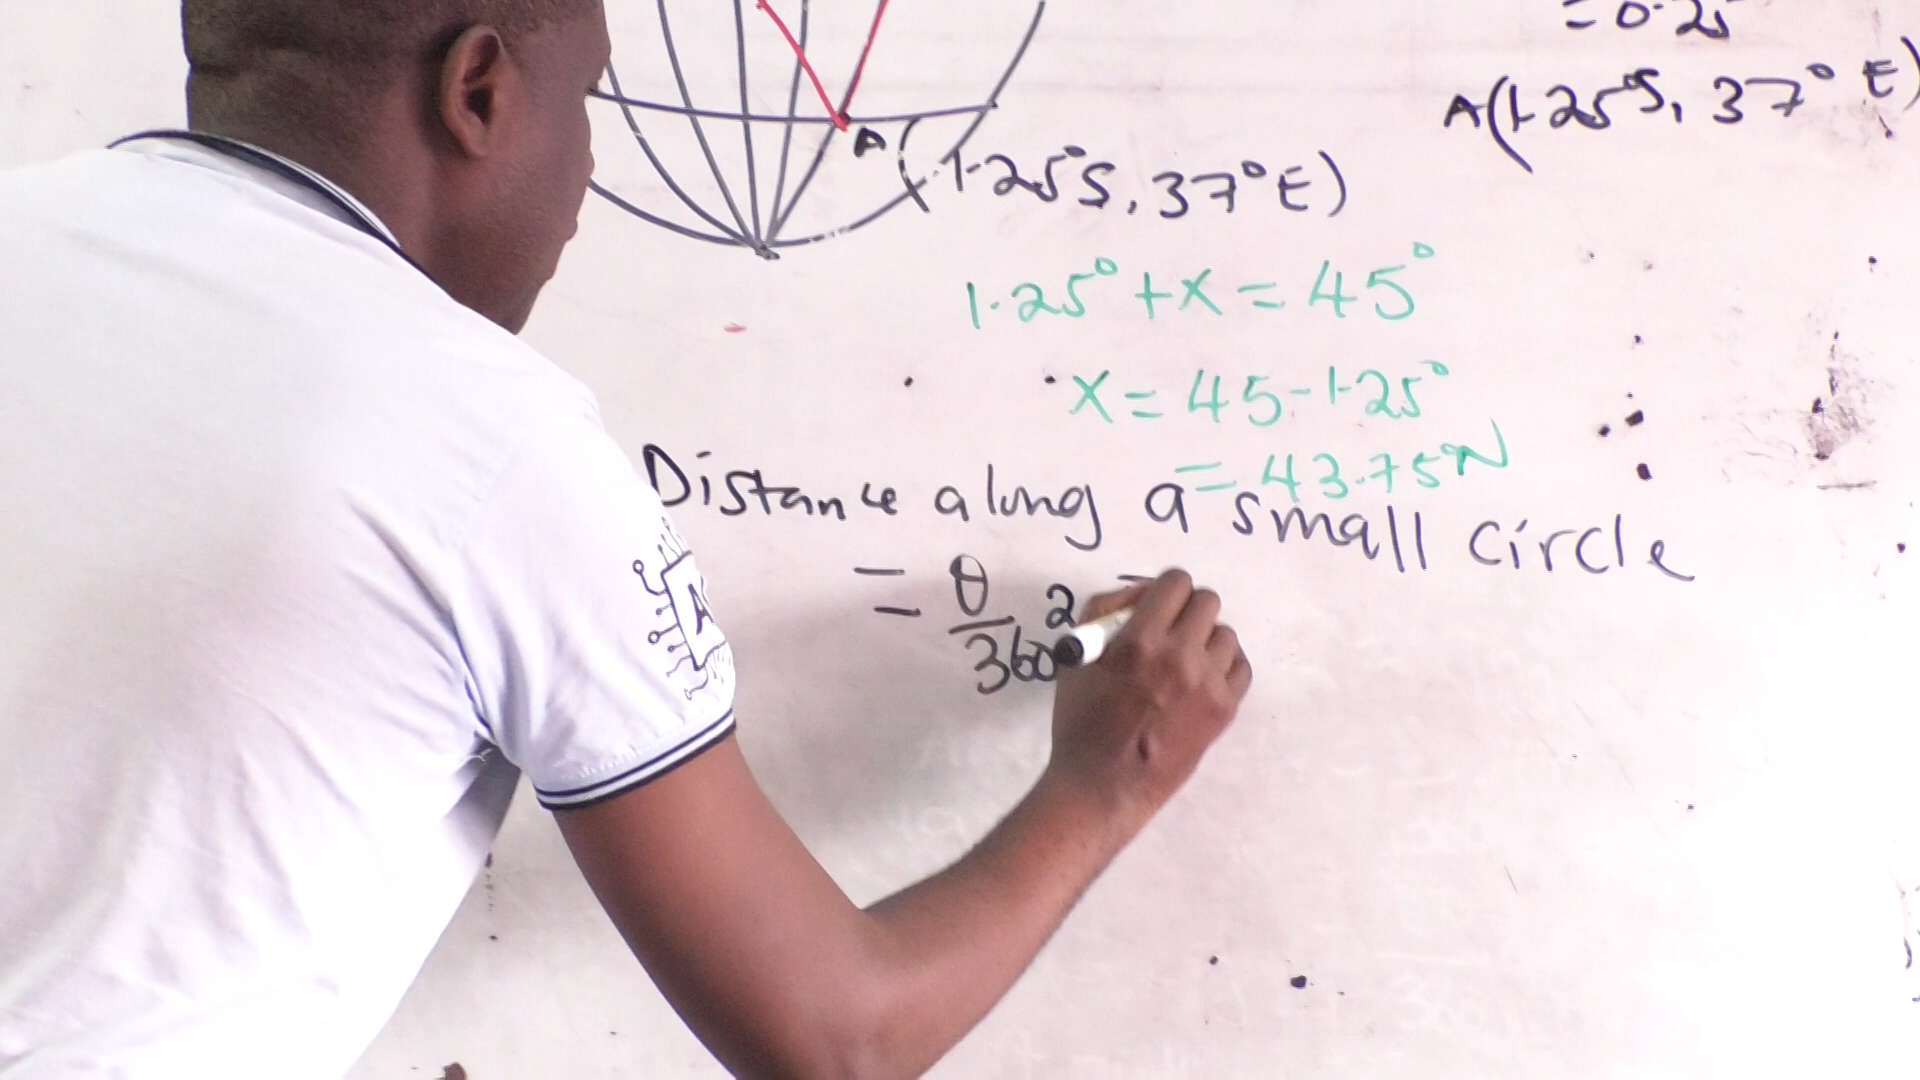 = 0.25
A(1.25°S, 37° E)
A (1.25°S, 37°E)
1.25° + x = 45°
x = 45 - 1.25°
= 43.75°N
Distance along a small circle
= θ/360 2
A